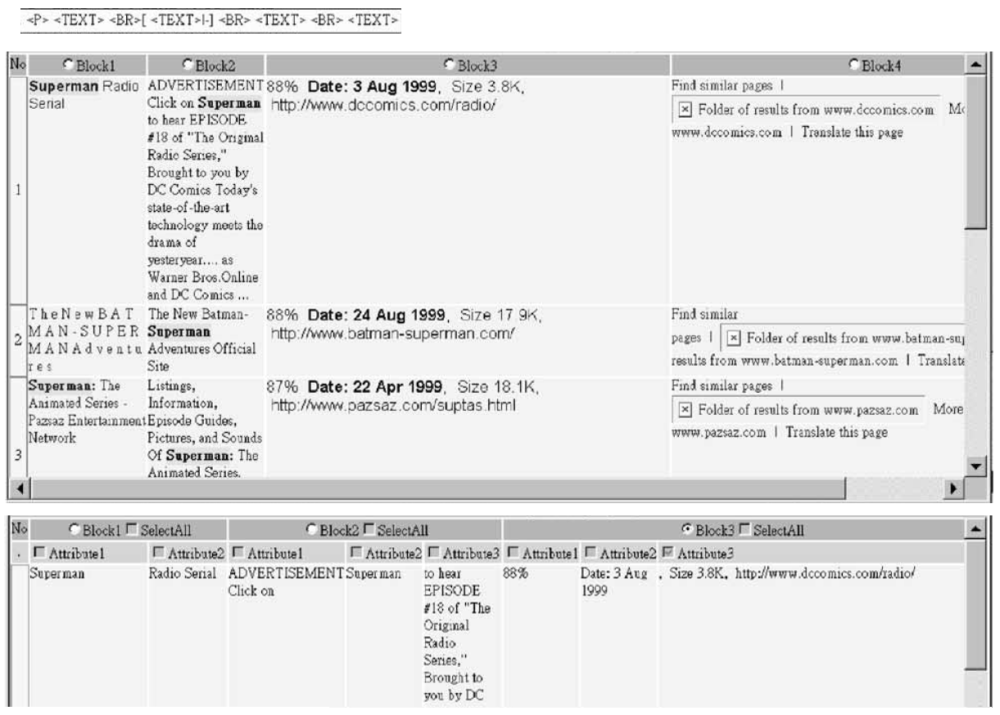 <P> <TEXT> <BR>[ <TEXT>|-] <BR> <TEXT> <BR> <TEXT>
No Block1 Block2 Block3 Block4
1
Superman Radio
Serial
ADVERTISEMENT
Click on Superman
to hear EPISODE
#18 of "The Original
Radio Series,"
Brought to you by
DC Comics Today's
state-of-the-art
technology meets the
drama of
yesteryear.... as
Warner Bros.Online
and DC Comics ...
88% Date: 3 Aug 1999, Size 3.8K,
http://www.dccomics.com/radio/
Find similar pages |
Folder of results from www.dccomics.com Mo
www.dccomics.com | Translate this page
2
TheNewBAT
MAN-SUPER
MANAdventu
res
The New Batman-
Superman
Adventures Official
Site
88% Date: 24 Aug 1999, Size 17.9K,
http://www.batman-superman.com/
Find similar
pages | Folder of results from www.batman-sup
results from www.batman-superman.com | Translate
3
Superman: The
Animated Series -
Pazsaz Entertainment
Network
Listings,
Information,
Episode Guides,
Pictures, and Sounds
Of Superman: The
Animated Series.
87% Date: 22 Apr 1999, Size 18.1K,
http://www.pazsaz.com/suptas.html
Find similar pages |
Folder of results from www.pazsaz.com More
www.pazsaz.com | Translate this page
No Block1 SelectAll Block2 SelectAll Block3 SelectAll
. Attribute1 Attribute2 Attribute1 Attribute2 Attribute3 Attribute1 Attribute2 Attribute3
Superman
Radio Serial
ADVERTISEMENT
Click on
Superman
to hear
EPISODE
#18 of "The
Original
Radio
Series,"
Brought to
you by DC
88%
Date: 3 Aug
1999
, Size 3.8K, http://www.dccomics.com/radio/